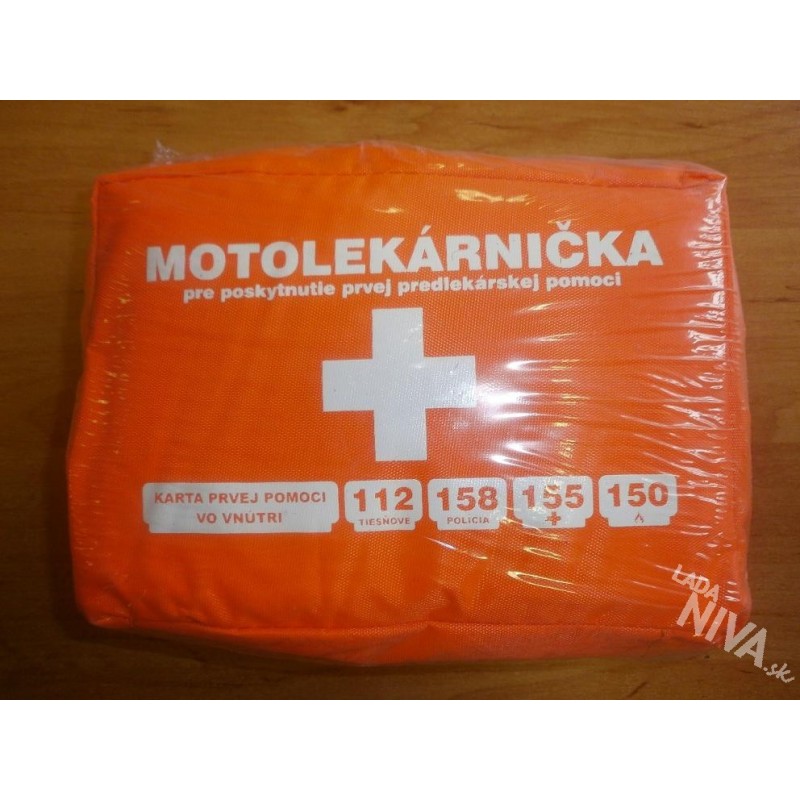 MOTOLEKÁRNIČKA
pre poskytnutie prvej predlekárskej pomoci
KARTA PRVEJ POMOCI
VO VNÚTRI
112
TIESŇOVÉ
158
POLÍCIA
155
150
LADA
NIVA.sk